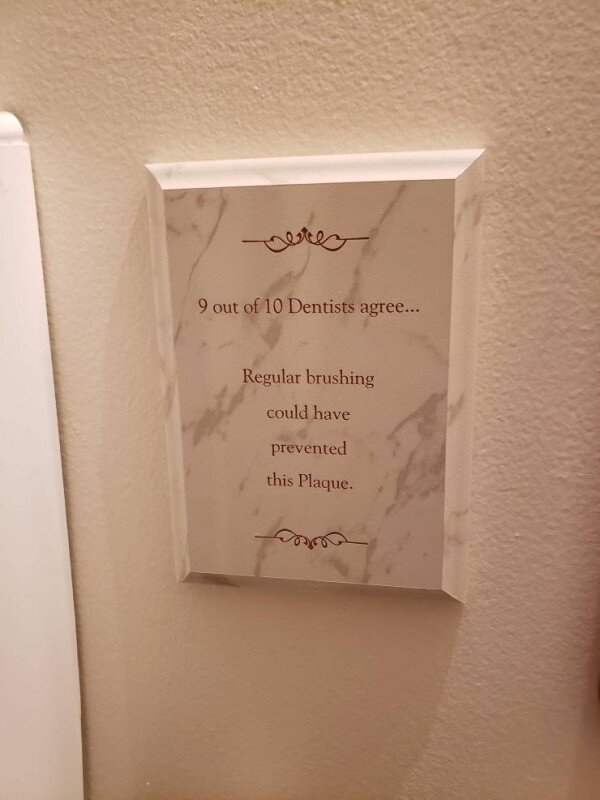 9 out of 10 Dentists agree...
Regular brushing
could have
prevented
this Plaque.